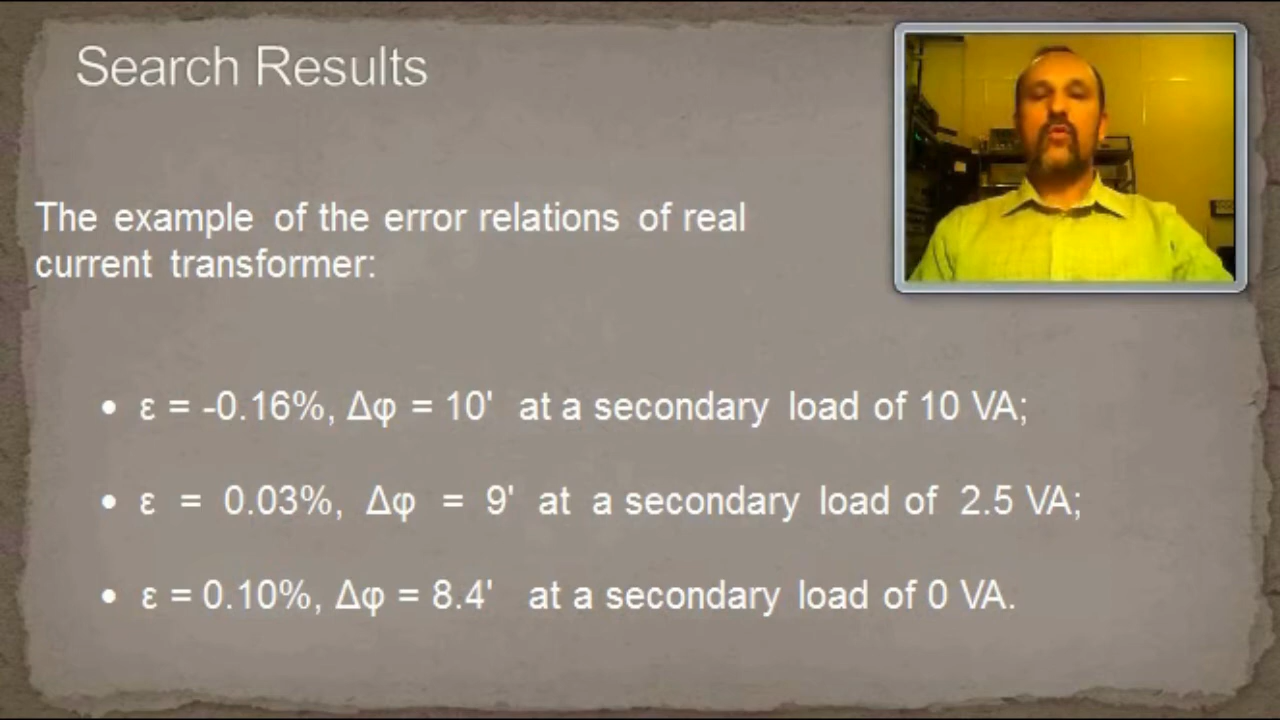 Search Results
The example of the error relations of real
current transformer:
• ε = -0.16%, Δφ = 10' at a secondary load of 10 VA;
• ε = 0.03%, Δφ = 9' at a secondary load of 2.5 VA;
• ε = 0.10%, Δφ = 8.4' at a secondary load of 0 VA.